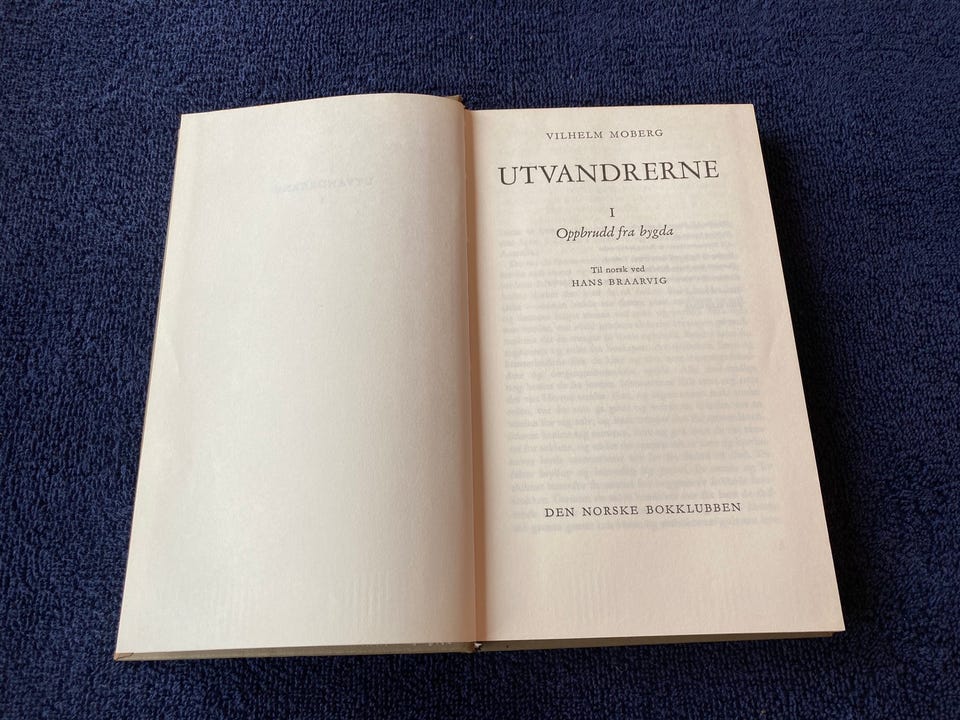 VILHELM MOBERG
UTVANDRERNE
I
Oppbrudd fra bygda
Til norsk ved
HANS BRAARVIG
DEN NORSKE BOKKLUBBEN